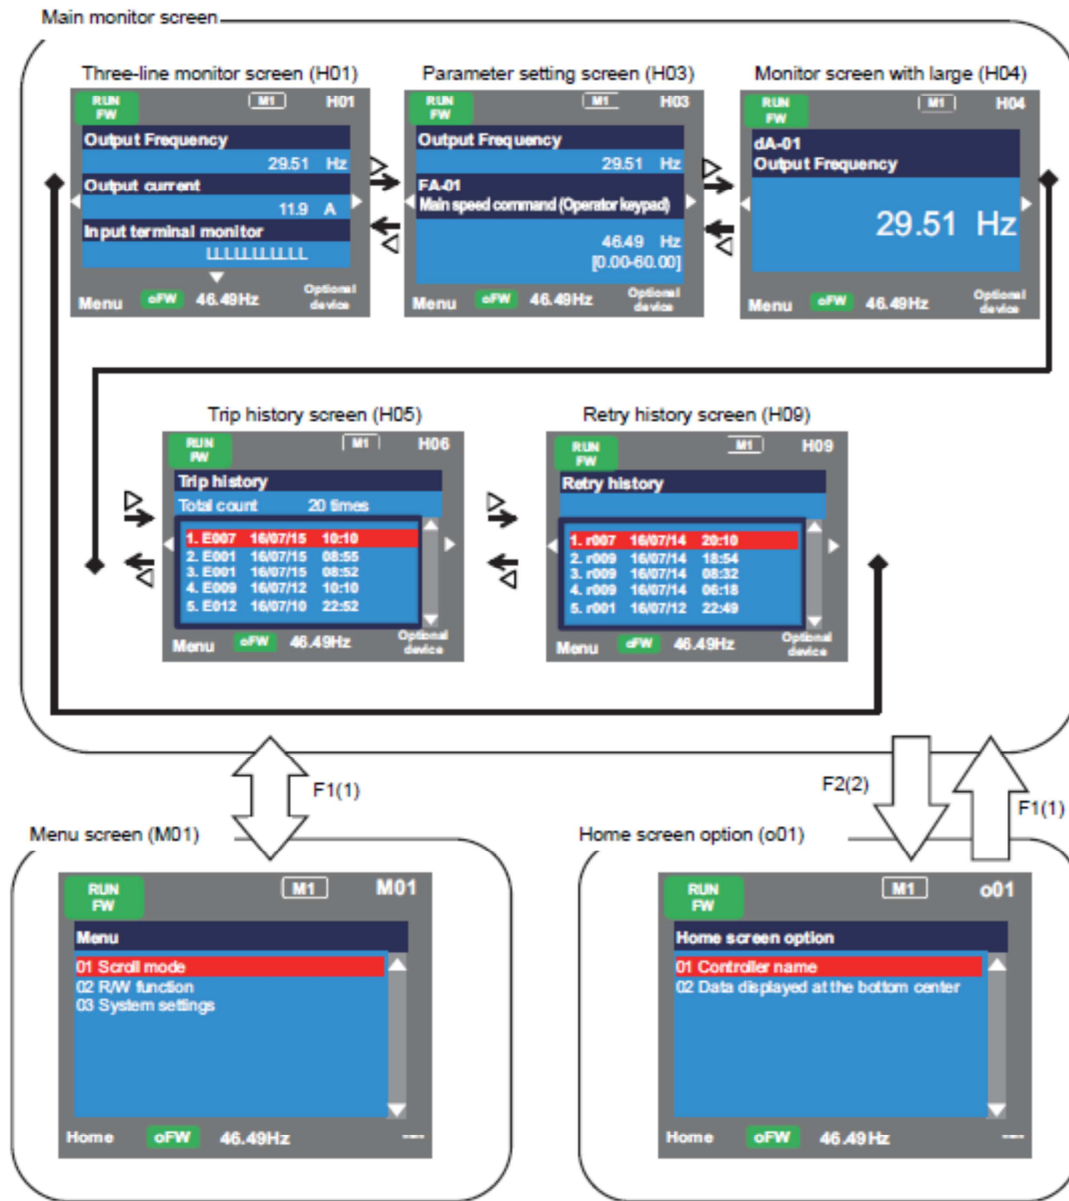 Main monitor screen
Three-line monitor screen (H01)
RUN
FW
M1
H01
Output Frequency
29.51 Hz
Output current
11.9 A
Input terminal monitor
LLLLLLLLLLL
Menu oFW 46.49Hz Optional
device
Parameter setting screen (H03)
RUN
FW
M1
H03
Output Frequency
29.51 Hz
FA-01
Main speed command (Operator keypad)
46.49 Hz
[0.00-60.00]
Menu oFW 46.49Hz Optional
device
Monitor screen with large (H04)
RUN
FW
M1
H04
dA-01
Output Frequency
29.51 Hz
Menu oFW 46.49Hz Optional
device
Trip history screen (H05)
RUN
FW
M1
H06
Trip history
Total count 20 times
1. E007 16/07/15 10:10
2. E001 16/07/15 08:55
3. E001 16/07/15 08:52
4. E009 16/07/12 10:10
5. E012 16/07/10 22:52
Menu oFW 46.49Hz Optional
device
Retry history screen (H09)
RUN
FW
M1
H09
Retry history
1. r007 16/07/14 20:10
2. r009 16/07/14 18:54
3. r009 16/07/14 08:32
4. r009 16/07/14 06:18
5. r001 16/07/12 22:49
Menu oFW 46.49Hz Optional
device
F1(1)
F2(2)
F1(1)
Menu screen (M01)
RUN
FW
M1
M01
Menu
01 Scroll mode
02 R/W function
03 System settings
Home oFW 46.49Hz ---
Home screen option (o01)
RUN
FW
M1
o01
Home screen option
01 Controller name
02 Data displayed at the bottom center
Home oFW 46.49Hz ---